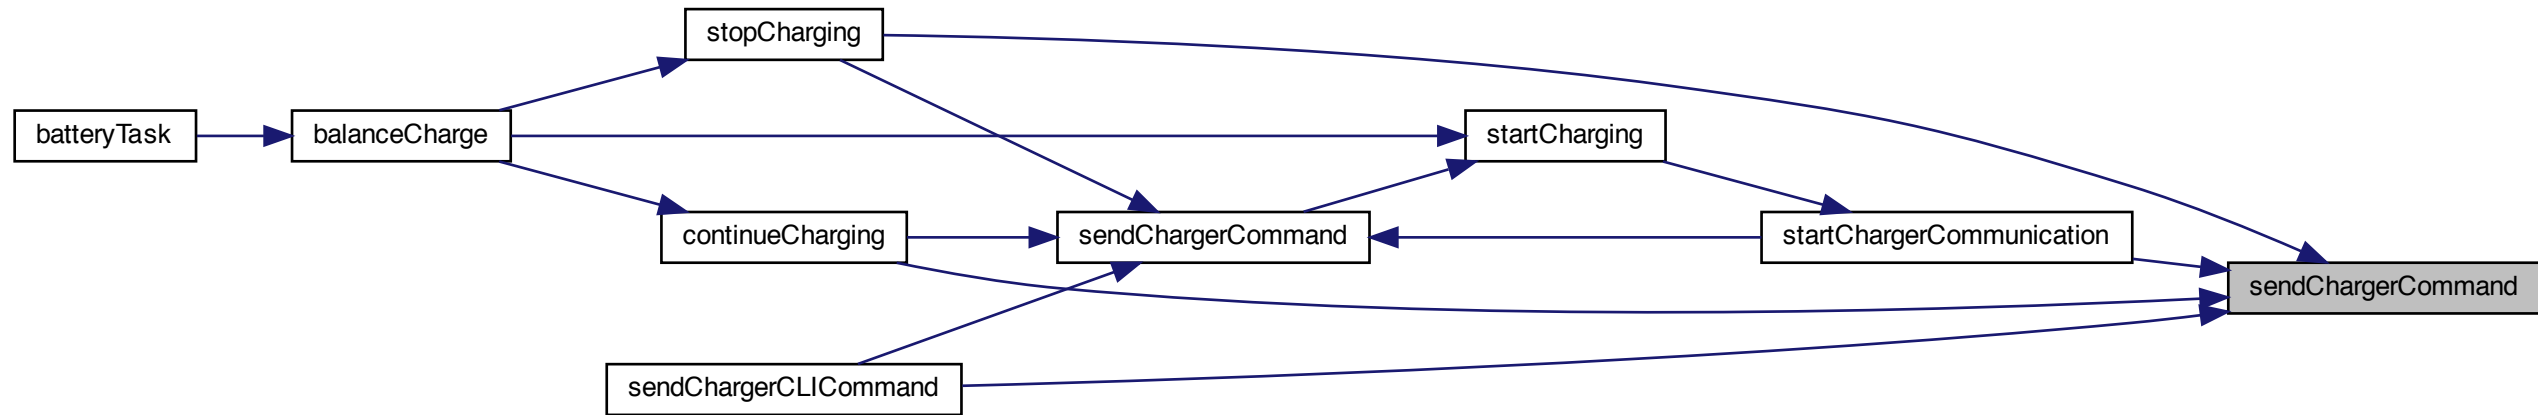 stopCharging
batteryTask
balanceCharge
startCharging
continueCharging
sendChargerCommand
startChargerCommunication
sendChargerCommand
sendChargerCLICommand